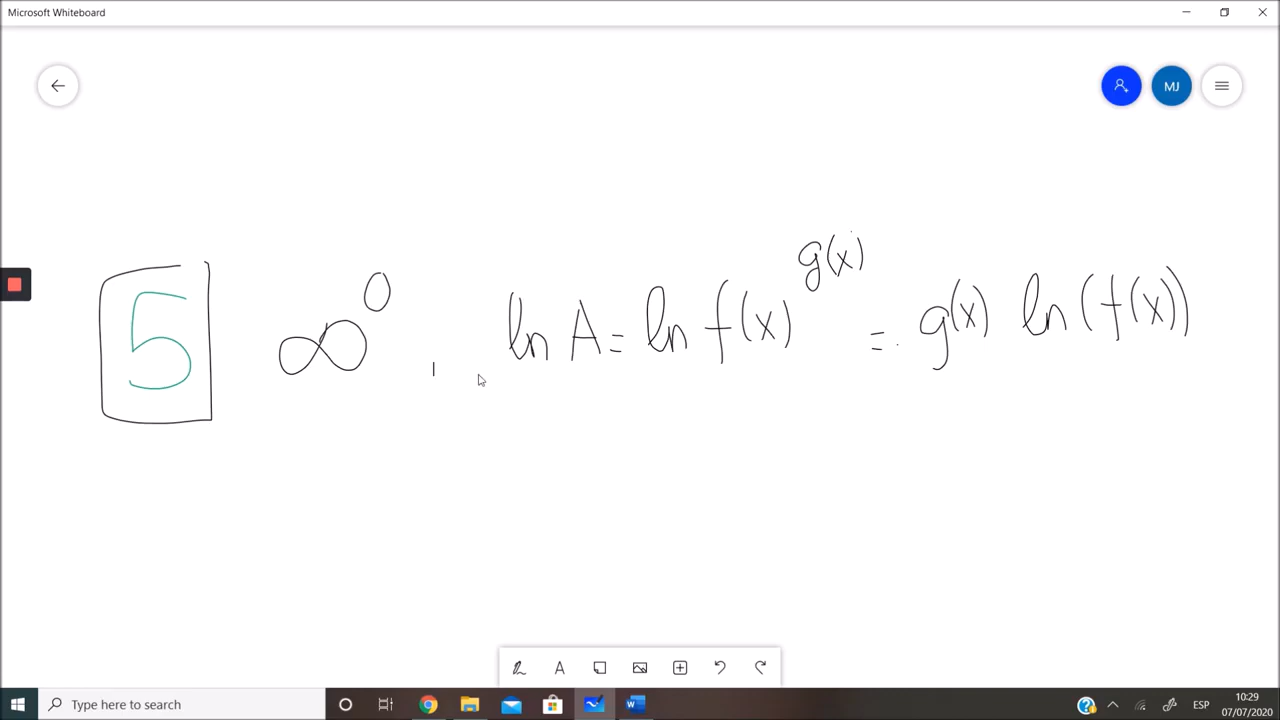 Microsoft Whiteboard
MJ
5 ∞⁰ , ln A = ln f(x)^g(x) = g(x) ln (f(x))
A
Type here to search
ESP
10:29
07/07/2020